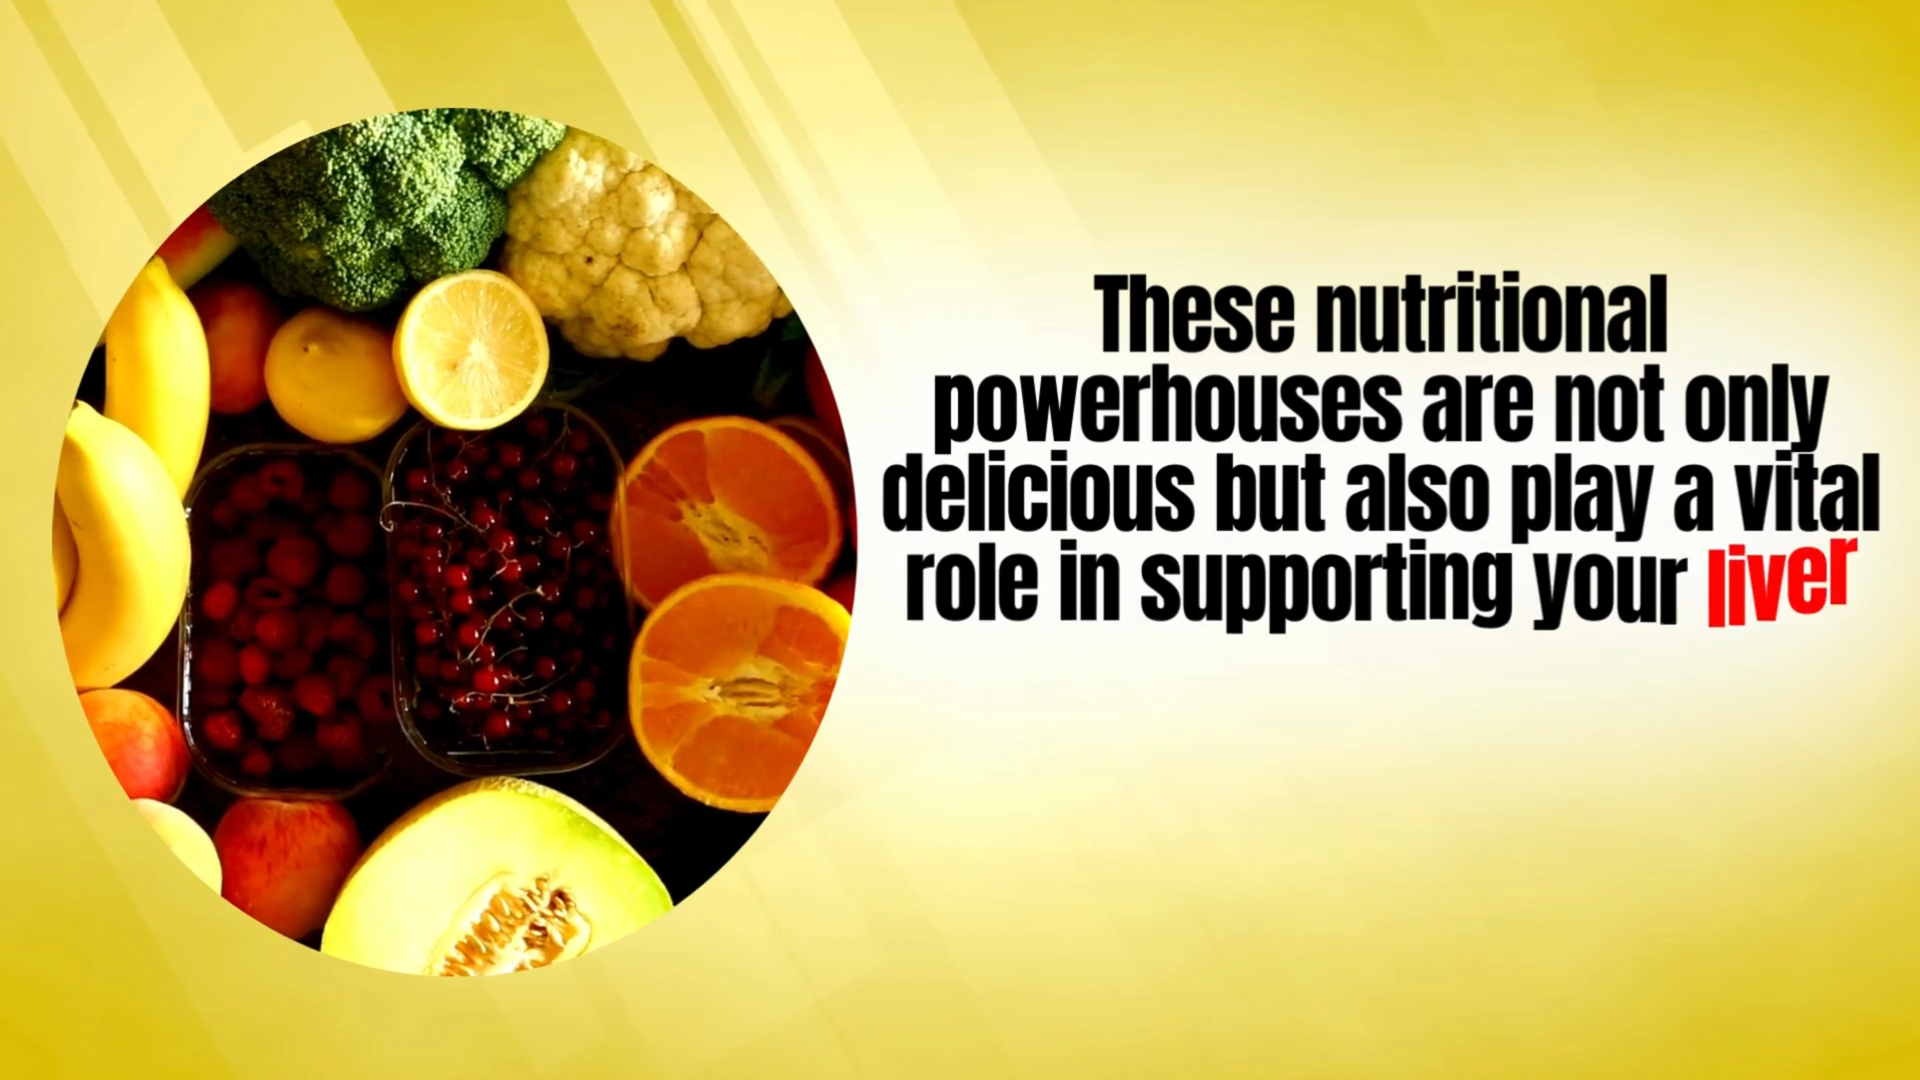 These nutritional
powerhouses are not only
delicious but also play a vital
role in supporting your liver